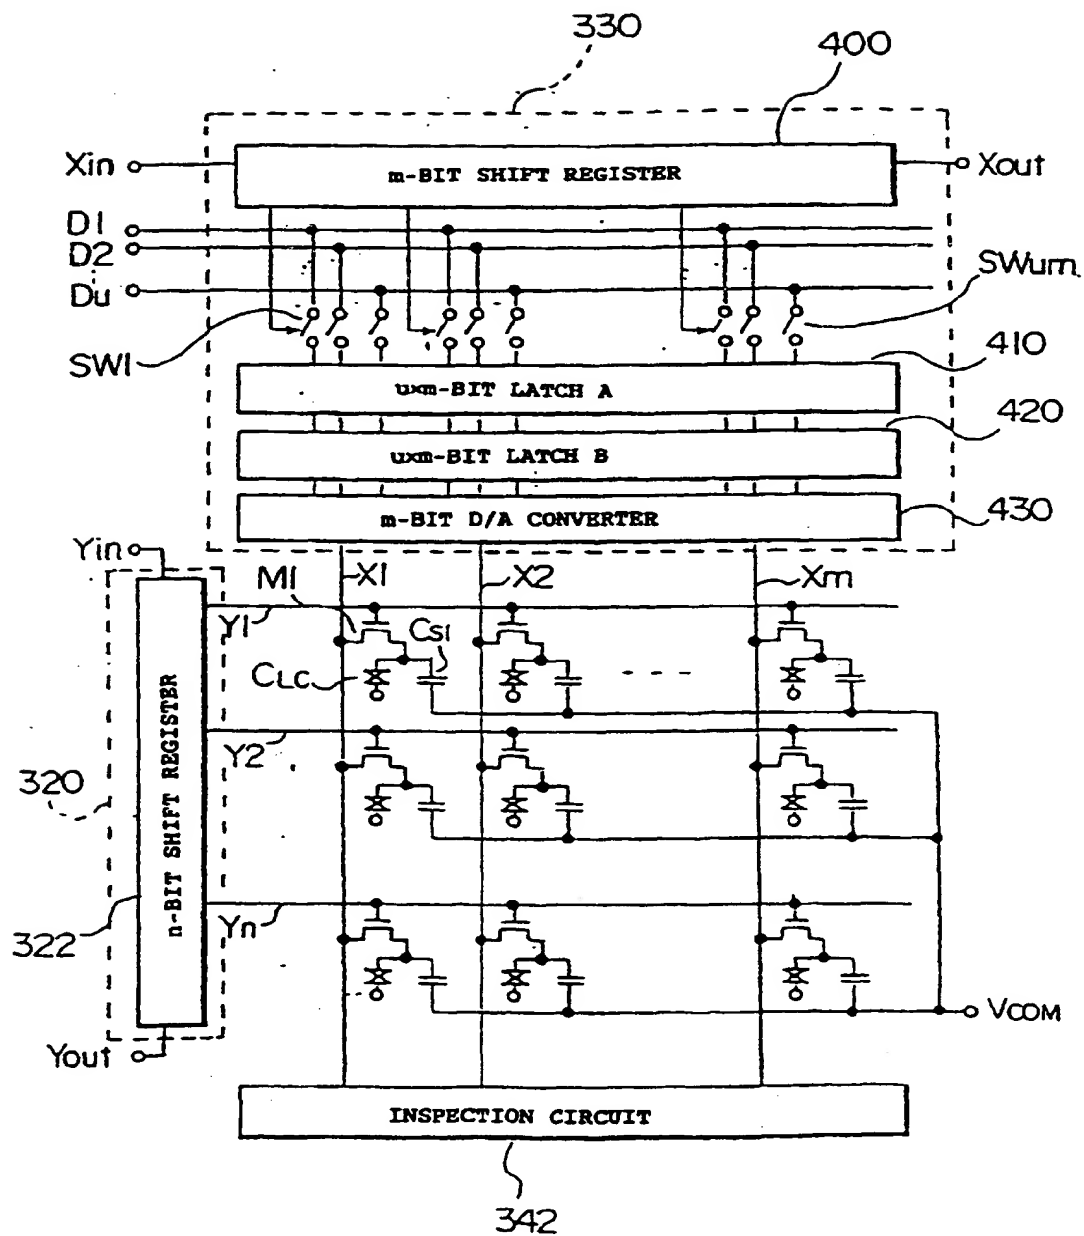 330
400
Xin
m-BIT SHIFT REGISTER
Xout
D1
D2
Du
SWum
SW1
410
uxm-BIT LATCH A
420
uxm-BIT LATCH B
430
m-BIT D/A CONVERTER
Yin
M1
X1
X2
Xm
Y1
Cs1
CLC
n-BIT SHIFT REGISTER
Y2
320
322
Yn
VCOM
Yout
INSPECTION CIRCUIT
342